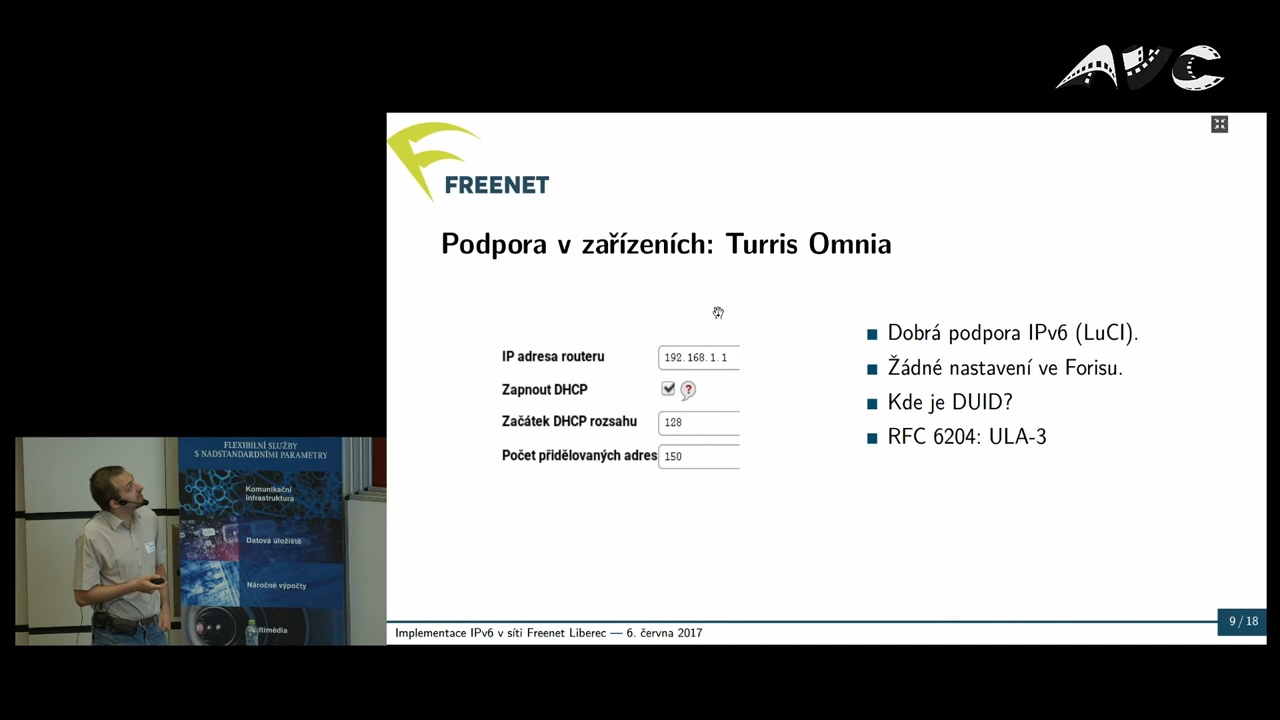 AVC
FREENET
Podpora v zařízeních: Turris Omnia
IP adresa routeru
192.168.1.1
Zapnout DHCP
?
Začátek DHCP rozsahu
128
Počet přidělovaných adres
150
Dobrá podpora IPv6 (LuCI).
Žádné nastavení ve Forisu.
Kde je DUID?
RFC 6204: ULA-3
FLEXIBILNÍ SLUŽBY
S NADSTANDARDNÍMI PARAMETRY
Komunikační
infrastruktura
Datová úložiště
Náročné výpočty
Implementace IPv6 v síti Freenet Liberec — 6. června 2017
9 / 18